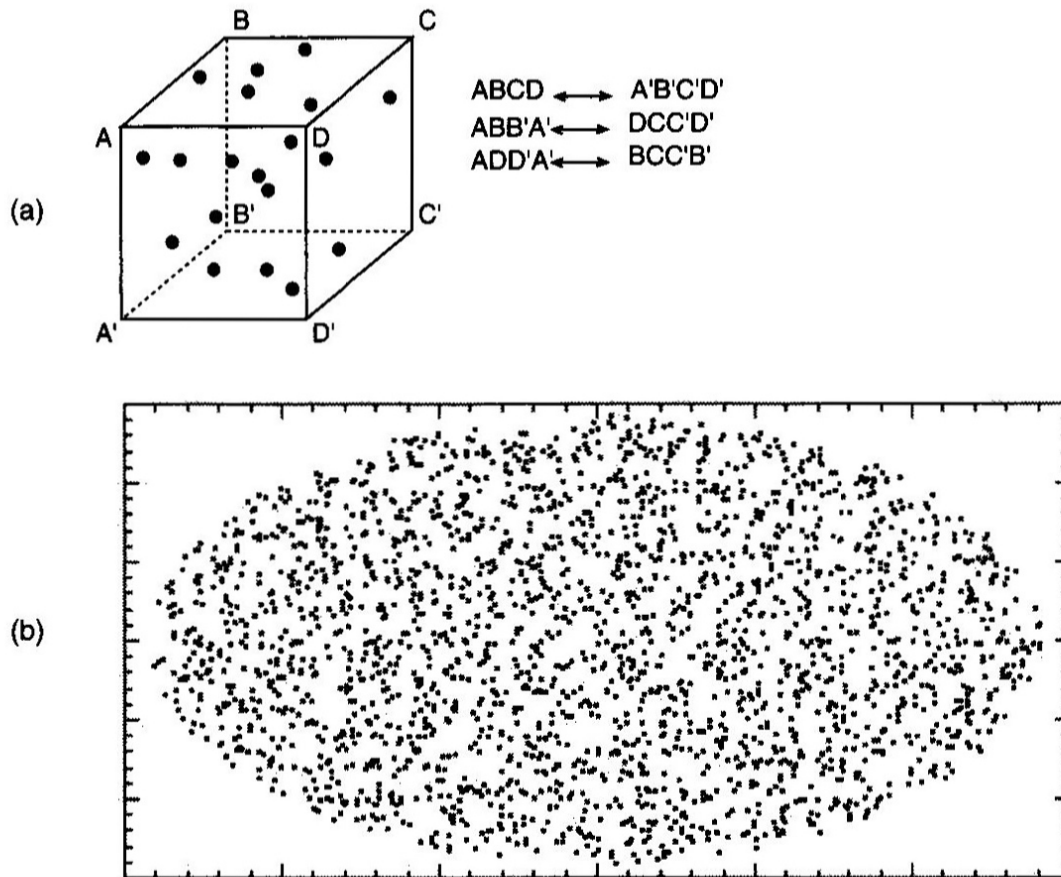 B
C
ABCD ↔ A'B'C'D'
A
D
ABB'A' ↔ DCC'D'
ADD'A' ↔ BCC'B'
(a)
B'
C'
A'
D'
(b)